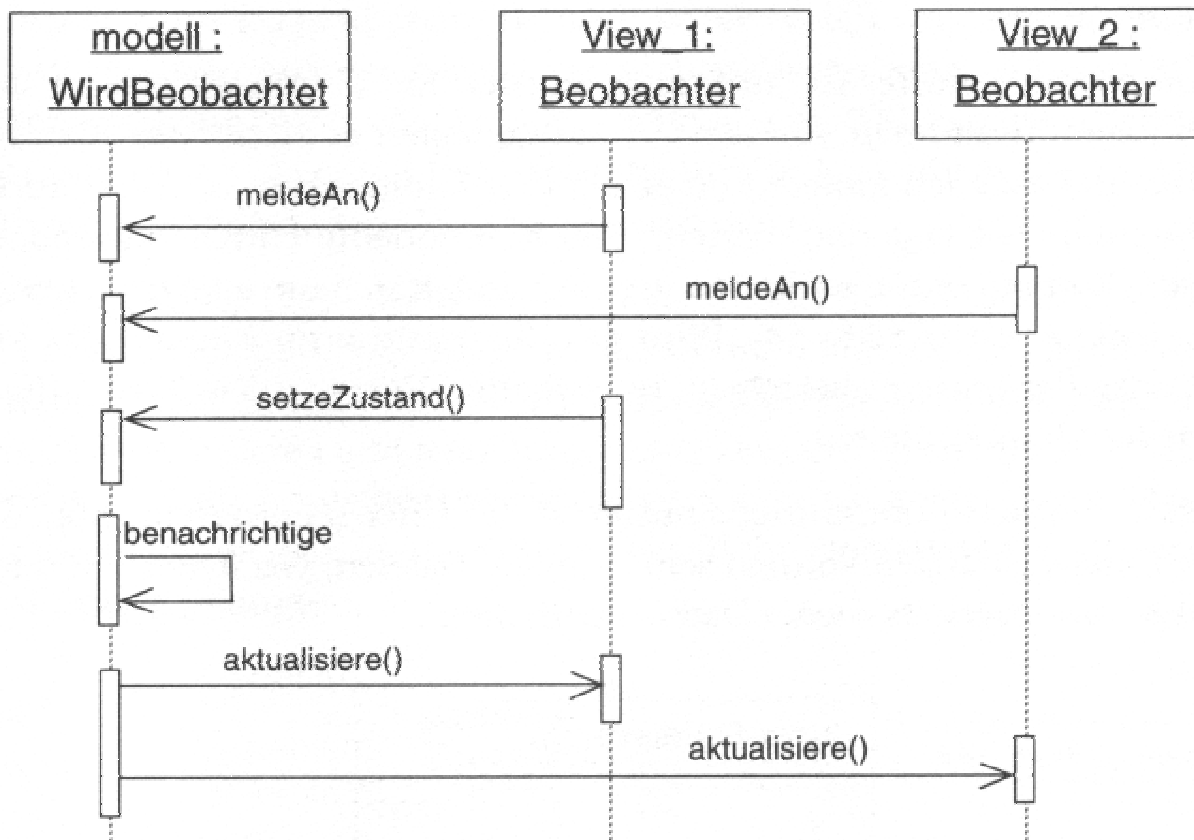 modell :
WirdBeobachtet
View_1:
Beobachter
View_2 :
Beobachter
meldeAn()
meldeAn()
setzeZustand()
benachrichtige
aktualisiere()
aktualisiere()